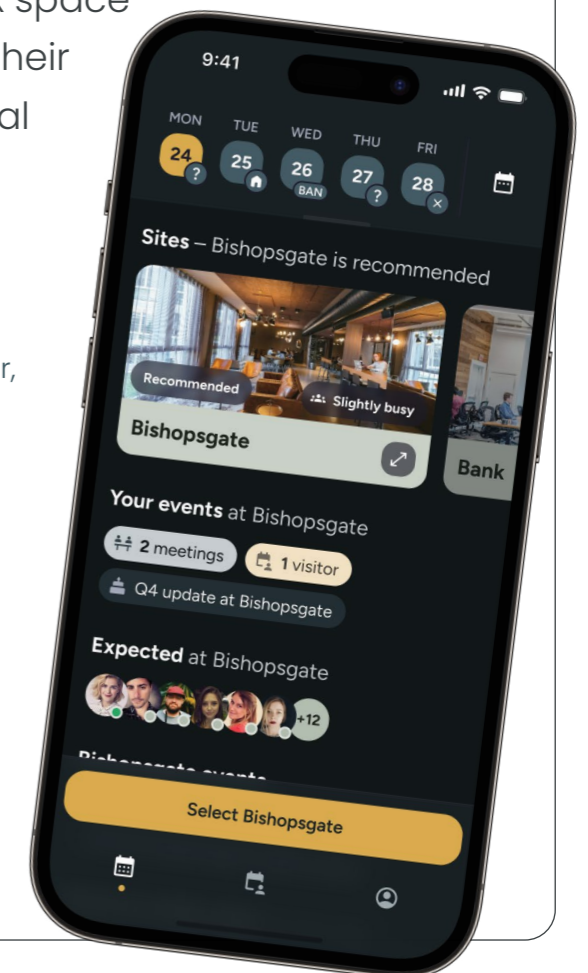 space
heir
al
r,
9:41
MON TUE WED THU FRI
24 25 26 27 28
? BAN ? ×
Sites – Bishopsgate is recommended
Recommended
Slightly busy
Bishopsgate
Bank
Your events at Bishopsgate
2 meetings
1 visitor
Q4 update at Bishopsgate
Expected at Bishopsgate
+12
Bishopsgate events
Select Bishopsgate